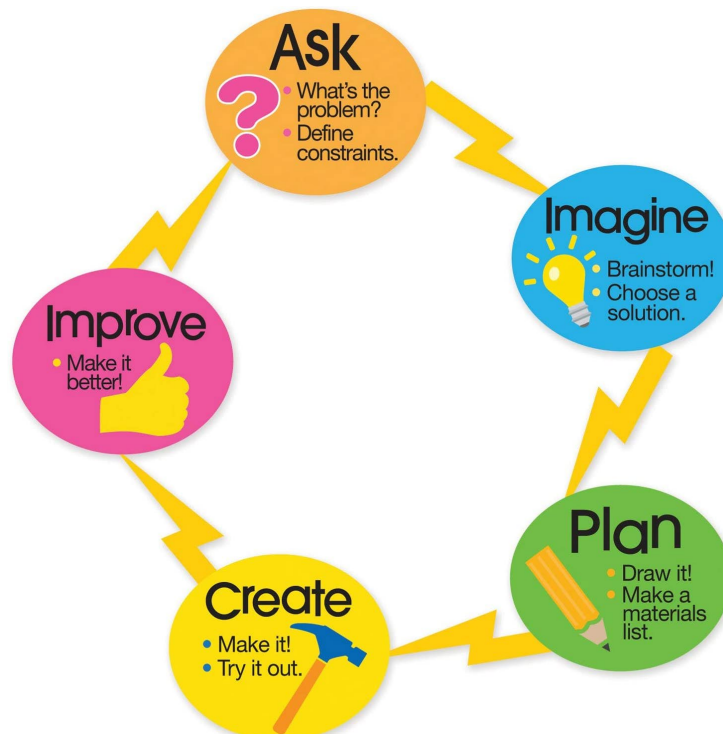 Ask
• What's the
problem?
• Define
constraints.
Imagine
• Brainstorm!
• Choose a
solution.
Plan
• Draw it!
• Make a
materials
list.
Create
• Make it!
• Try it out.
Improve
• Make it
better!